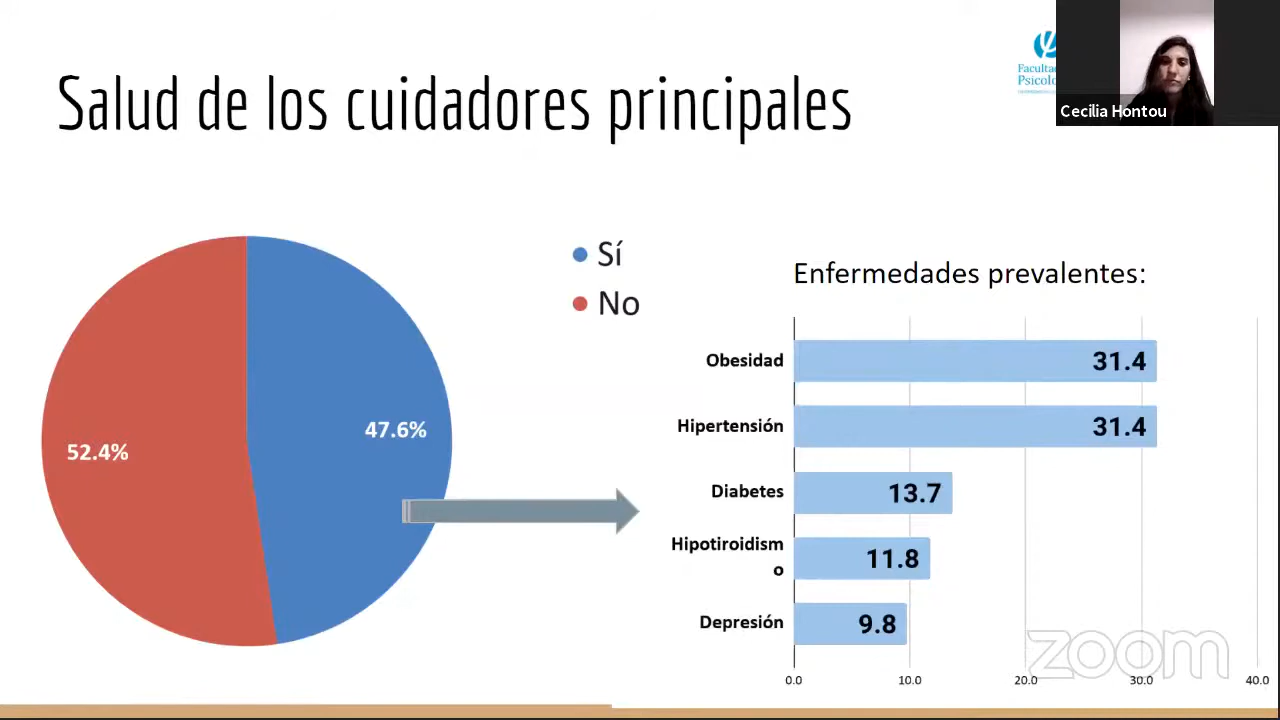 Salud de los cuidadores principales
Cecilia Hontou
Sí
No
47.6%
52.4%
Enfermedades prevalentes:
Obesidad
31.4
Hipertensión
31.4
Diabetes
13.7
Hipotiroidism
o
11.8
Depresión
9.8
0.0 10.0 20.0 30.0 40.0
zoom